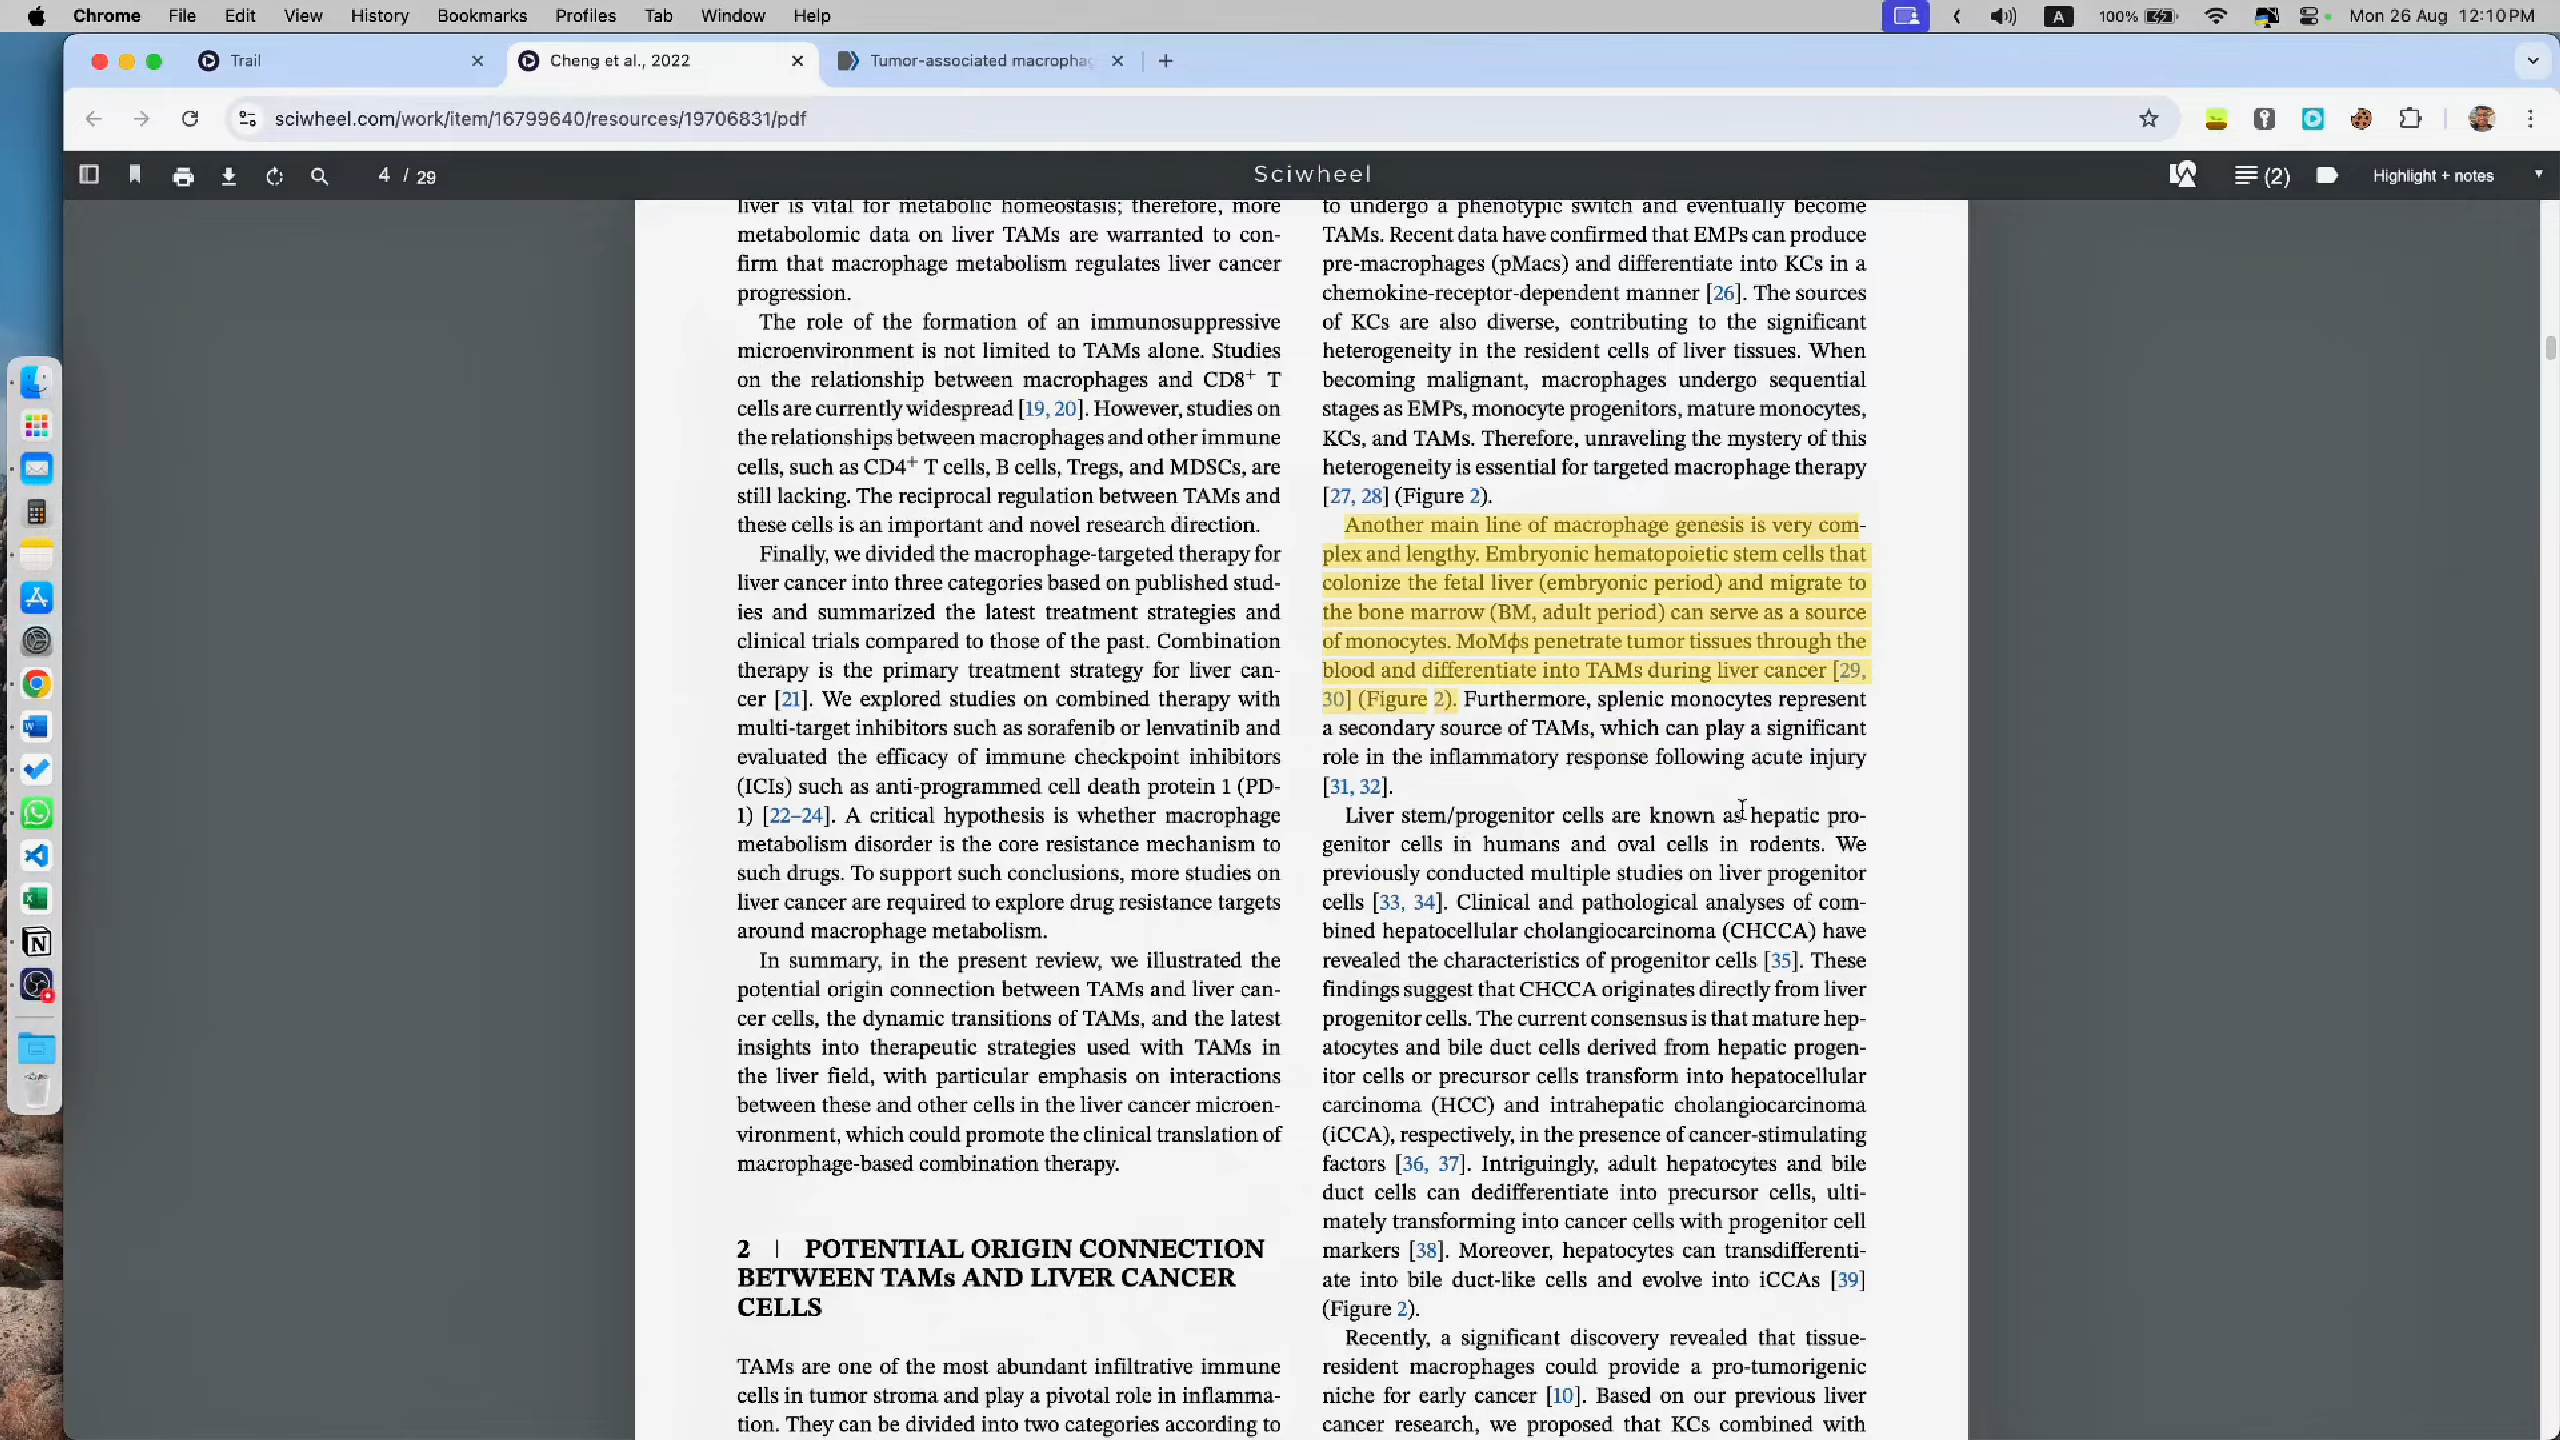 Chrome File Edit View History Bookmarks Profiles Tab Window Help
A 100% Mon 26 Aug 12:10 PM
Trail
Cheng et al., 2022
Tumor-associated macropha
sciwheel.com/work/item/16799640/resources/19706831/pdf
4 / 29
Sciwheel
(2)
Highlight + notes
liver is vital for metabolic homeostasis; therefore, more
metabolomic data on liver TAMs are warranted to con-
firm that macrophage metabolism regulates liver cancer
progression.
The role of the formation of an immunosuppressive
microenvironment is not limited to TAMs alone. Studies
on the relationship between macrophages and CD8+ T
cells are currently widespread [19, 20]. However, studies on
the relationships between macrophages and other immune
cells, such as CD4+ T cells, B cells, Tregs, and MDSCs, are
still lacking. The reciprocal regulation between TAMs and
these cells is an important and novel research direction.
Finally, we divided the macrophage-targeted therapy for
liver cancer into three categories based on published stud-
ies and summarized the latest treatment strategies and
clinical trials compared to those of the past. Combination
therapy is the primary treatment strategy for liver can-
cer [21]. We explored studies on combined therapy with
multi-target inhibitors such as sorafenib or lenvatinib and
evaluated the efficacy of immune checkpoint inhibitors
(ICIs) such as anti-programmed cell death protein 1 (PD-
1) [22–24]. A critical hypothesis is whether macrophage
metabolism disorder is the core resistance mechanism to
such drugs. To support such conclusions, more studies on
liver cancer are required to explore drug resistance targets
around macrophage metabolism.
In summary, in the present review, we illustrated the
potential origin connection between TAMs and liver can-
cer cells, the dynamic transitions of TAMs, and the latest
insights into therapeutic strategies used with TAMs in
the liver field, with particular emphasis on interactions
between these and other cells in the liver cancer microen-
vironment, which could promote the clinical translation of
macrophage-based combination therapy.
2 | POTENTIAL ORIGIN CONNECTION
BETWEEN TAMs AND LIVER CANCER
CELLS
TAMs are one of the most abundant infiltrative immune
cells in tumor stroma and play a pivotal role in inflamma-
tion. They can be divided into two categories according to
to undergo a phenotypic switch and eventually become
TAMs. Recent data have confirmed that EMPs can produce
pre-macrophages (pMacs) and differentiate into KCs in a
chemokine-receptor-dependent manner [26]. The sources
of KCs are also diverse, contributing to the significant
heterogeneity in the resident cells of liver tissues. When
becoming malignant, macrophages undergo sequential
stages as EMPs, monocyte progenitors, mature monocytes,
KCs, and TAMs. Therefore, unraveling the mystery of this
heterogeneity is essential for targeted macrophage therapy
[27, 28] (Figure 2).
Another main line of macrophage genesis is very com-
plex and lengthy. Embryonic hematopoietic stem cells that
colonize the fetal liver (embryonic period) and migrate to
the bone marrow (BM, adult period) can serve as a source
of monocytes. MoMϕs penetrate tumor tissues through the
blood and differentiate into TAMs during liver cancer [29,
30] (Figure 2). Furthermore, splenic monocytes represent
a secondary source of TAMs, which can play a significant
role in the inflammatory response following acute injury
[31, 32].
Liver stem/progenitor cells are known as hepatic pro-
genitor cells in humans and oval cells in rodents. We
previously conducted multiple studies on liver progenitor
cells [33, 34]. Clinical and pathological analyses of com-
bined hepatocellular cholangiocarcinoma (CHCCA) have
revealed the characteristics of progenitor cells [35]. These
findings suggest that CHCCA originates directly from liver
progenitor cells. The current consensus is that mature hep-
atocytes and bile duct cells derived from hepatic progen-
itor cells or precursor cells transform into hepatocellular
carcinoma (HCC) and intrahepatic cholangiocarcinoma
(iCCA), respectively, in the presence of cancer-stimulating
factors [36, 37]. Intriguingly, adult hepatocytes and bile
duct cells can dedifferentiate into precursor cells, ulti-
mately transforming into cancer cells with progenitor cell
markers [38]. Moreover, hepatocytes can transdifferenti-
ate into bile duct-like cells and evolve into iCCAs [39]
(Figure 2).
Recently, a significant discovery revealed that tissue-
resident macrophages could provide a pro-tumorigenic
niche for early cancer [10]. Based on our previous liver
cancer research, we proposed that KCs combined with